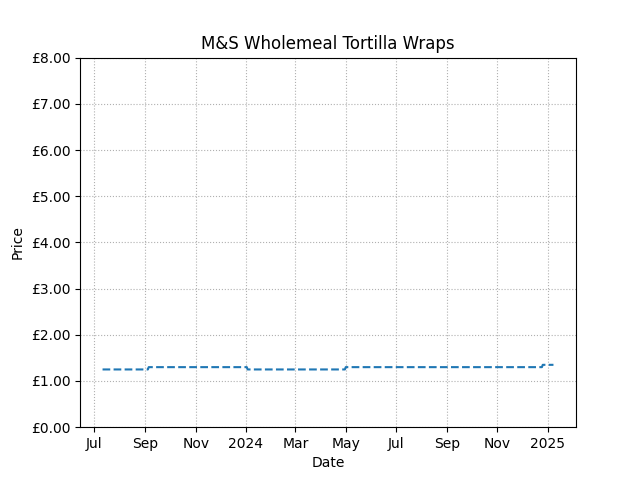 M&S Wholemeal Tortilla Wraps
£8.00
£7.00
£6.00
£5.00
£4.00
£3.00
£2.00
£1.00
£0.00
Price
Jul Sep Nov 2024 Mar May Jul Sep Nov 2025
Date